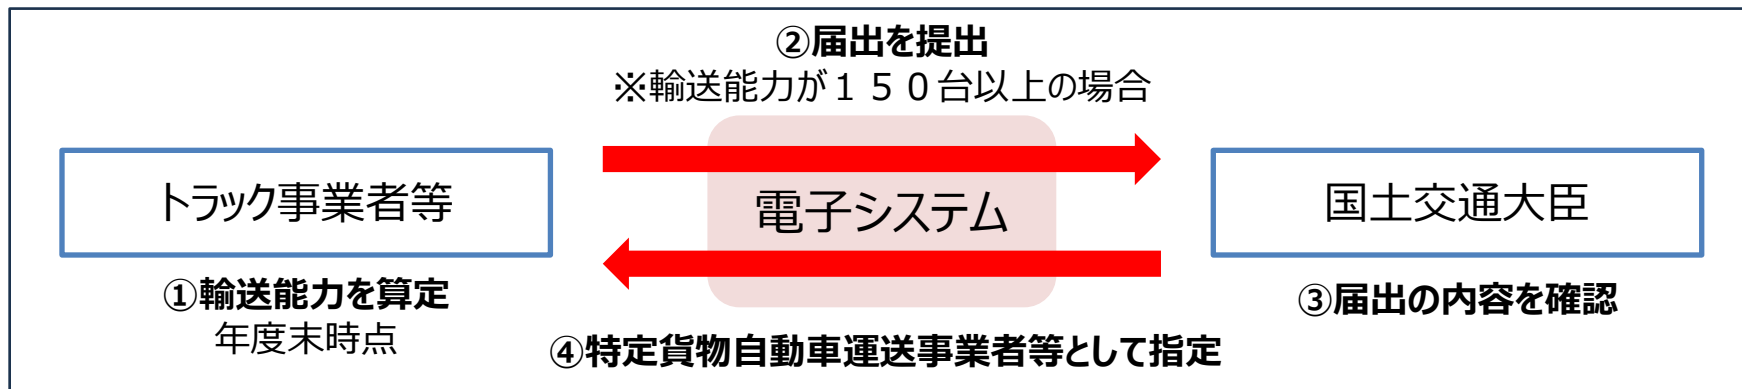 ②届出を提出
※輸送能力が１５０台以上の場合
トラック事業者等
電子システム
国土交通大臣
①輸送能力を算定
年度末時点
③届出の内容を確認
④特定貨物自動車運送事業者等として指定